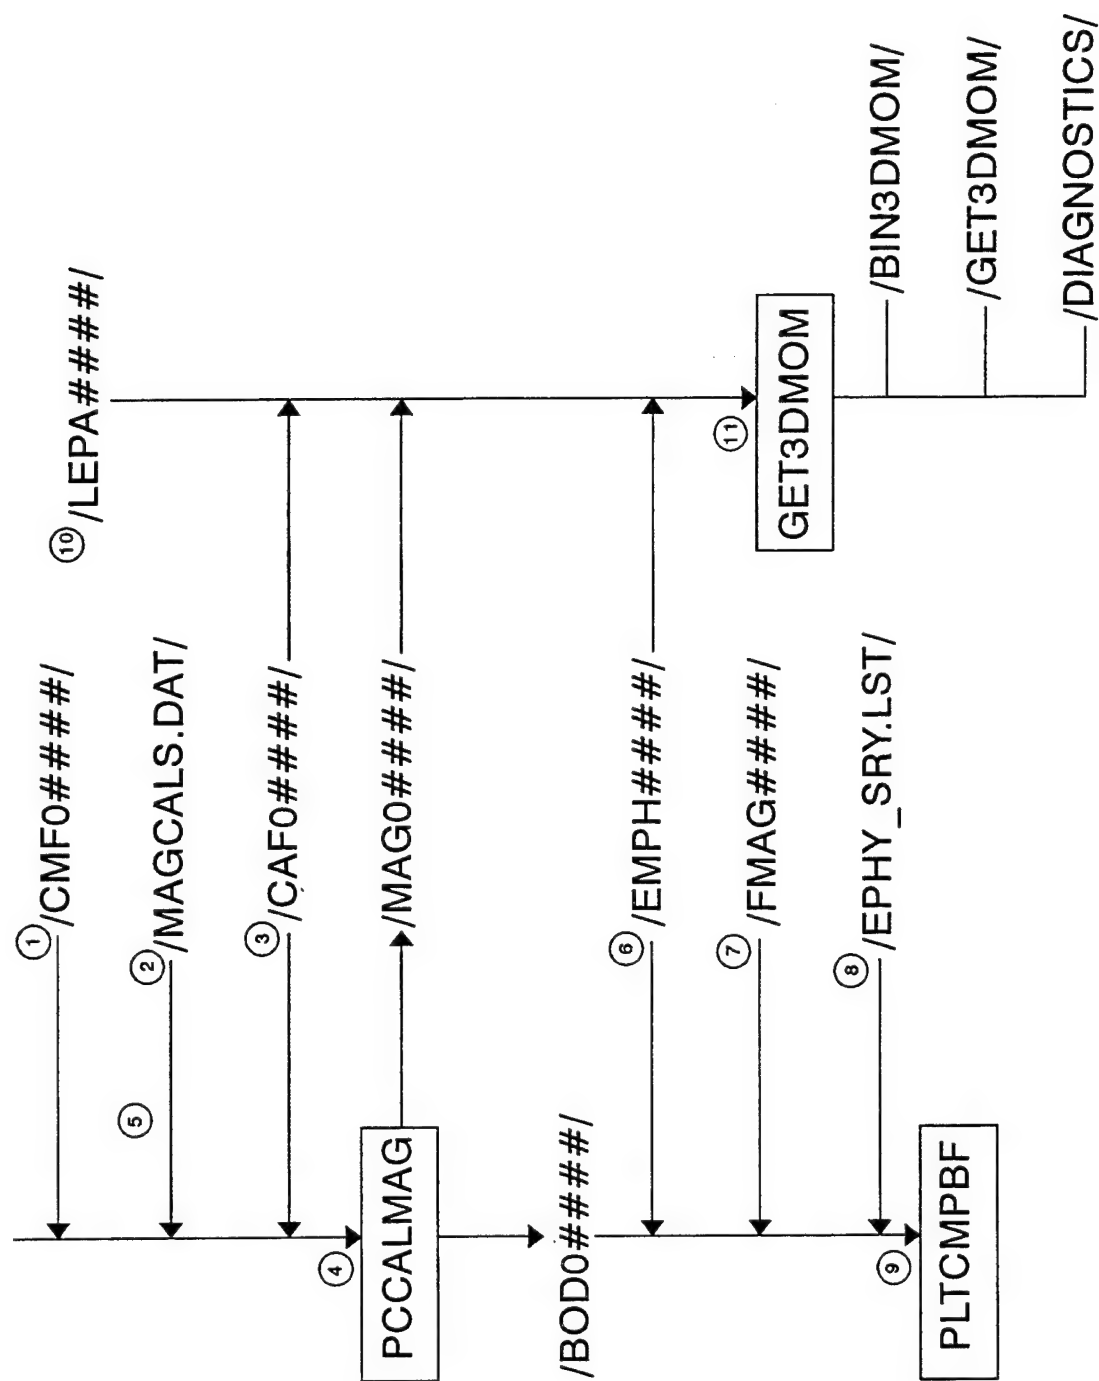 ① /CMF0####/
⑩ /LEPA####/
② /MAGCALS.DAT/
⑤
③ /CAF0####/
④
PCCALMAG
/MAG0####/
/BOD0####/
⑥ /EMPH####/
⑦ /FMAG####/
⑧ /EPHY_SRY.LST/
⑨
PLTCMPBF
⑪
GET3DMOM
/BIN3DMOM/
/GET3DMOM/
/DIAGNOSTICS/